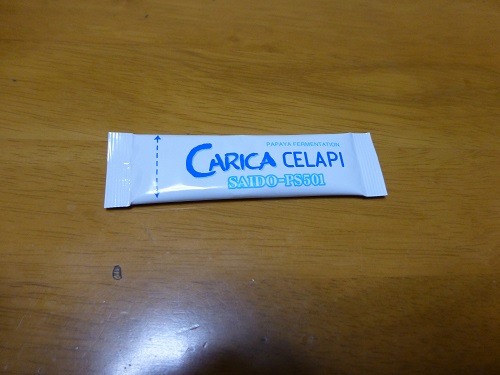 PAPAYA FERMENTATION
CARICA CELAPI
SAIDO-PS501